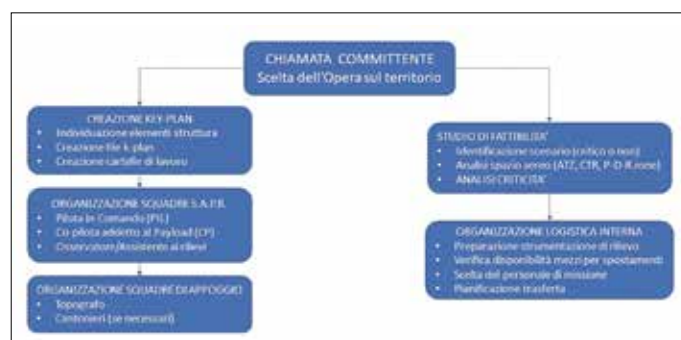 CHIAMATA COMMITTENTE
Scelta dell'Opera sul territorio
CREAZIONE KEY-PLAN
• Individuazione elementi struttura
• Creazione file k-plan
• Creazione cartelle di lavoro
ORGANIZZAZIONE SQUADRE S.A.P.R.
• Pilota in Comando (PIL)
• Co-pilota addetto al Payload (CP)
• Osservatore/Assistente ai rilievi
ORGANIZZAZIONE SQUADRE DI APPOGGIO
• Topografo
• Cantonieri (se necessari)
STUDIO DI FATTIBILITA'
• Identificazione scenario (critico o non)
• Analisi spazio aereo (ATZ, CTR, P-D-R zone)
• ANALISI CRITICITA'
ORGANIZZAZIONE LOGISTICA INTERNA
• Preparazione strumentazione di rilievo
• Verifica disponibilità mezzi per spostamenti
• Scelta del personale di missione
• Pianificazione trasferta